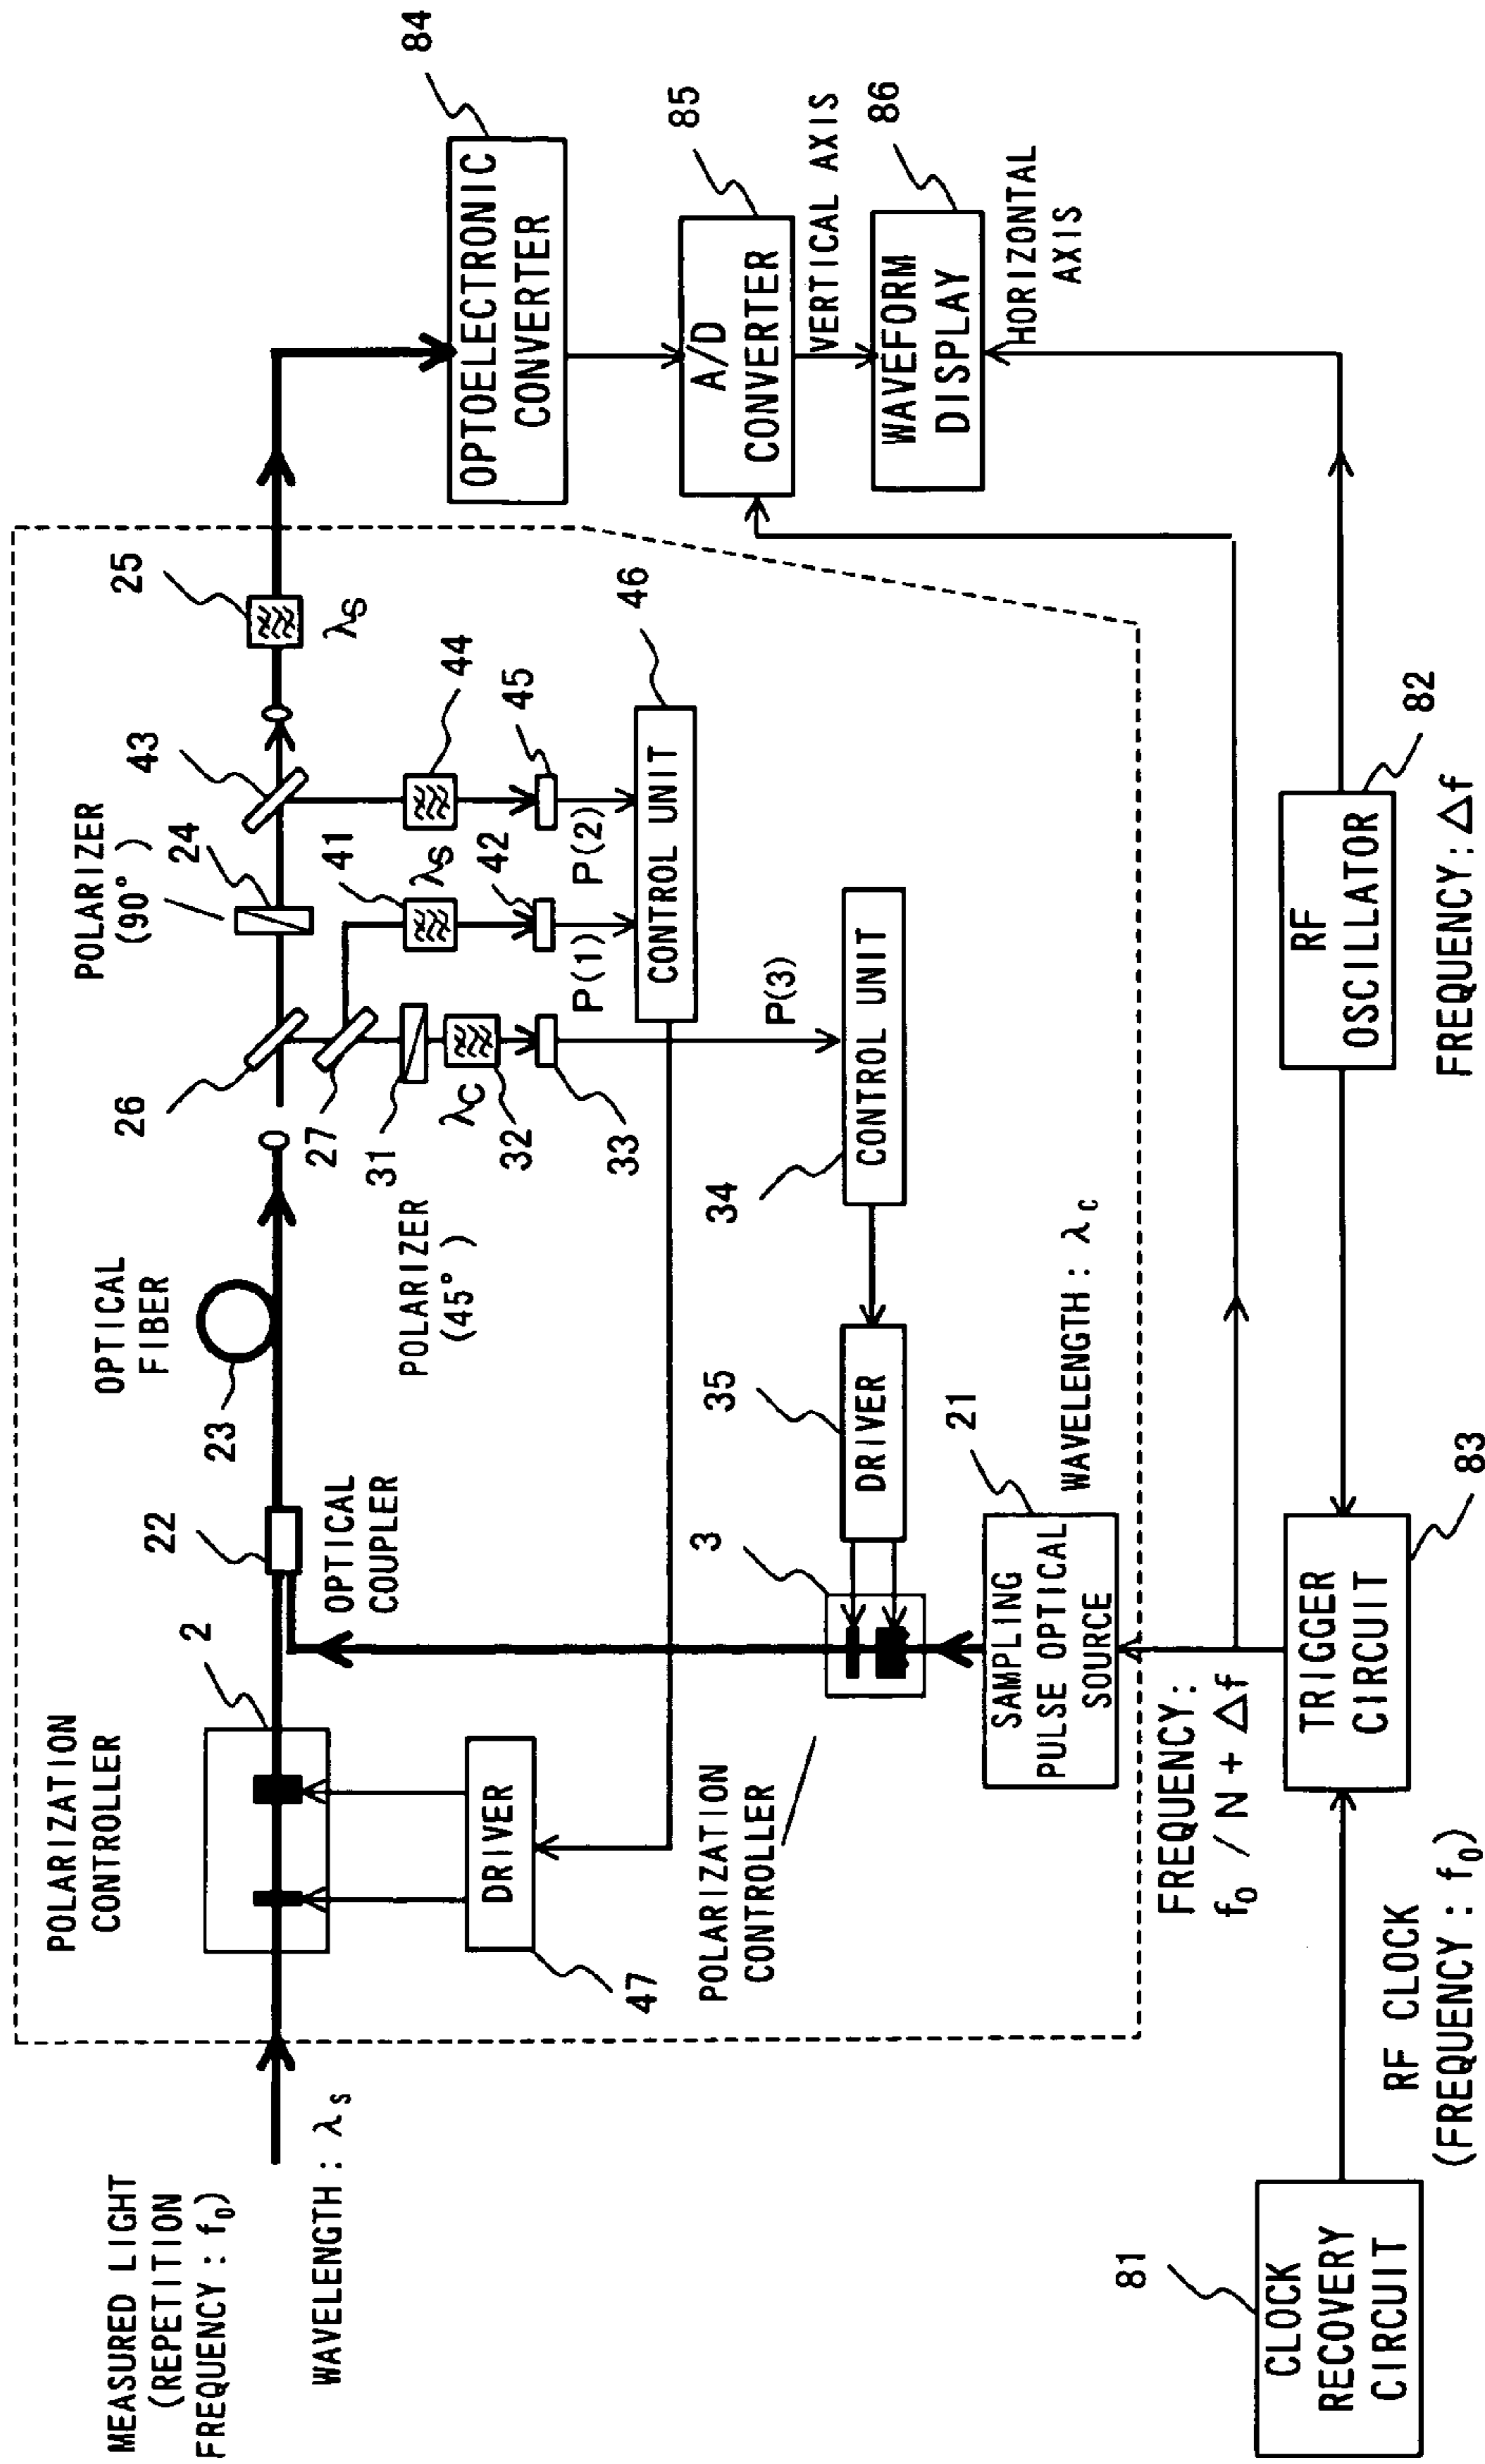 MEASURED LIGHT
(REPETITION
FREQUENCY : f₀)
WAVELENGTH : λs
POLARIZATION
CONTROLLER
2
22
OPTICAL
COUPLER
OPTICAL
FIBER
23
26
27
POLARIZER
(90°)
24
43
25
λs
31
POLARIZER
(45°)
λc
32
33
41
λs
42
44
45
P(1)
P(2)
P(3)
46
CONTROL UNIT
DRIVER
47
POLARIZATION
CONTROLLER
3
35
DRIVER
34
CONTROL UNIT
21
SAMPLING
PULSE OPTICAL
SOURCE
WAVELENGTH : λc
84
OPTOELECTRONIC
CONVERTER
85
A/D
CONVERTER
VERTICAL AXIS
86
WAVEFORM
DISPLAY
HORIZONTAL
AXIS
FREQUENCY:
f₀ / N + Δf
81
CLOCK
RECOVERY
CIRCUIT
RF CLOCK
(FREQUENCY : f₀)
TRIGGER
CIRCUIT
83
RF
OSCILLATOR
82
FREQUENCY: Δf